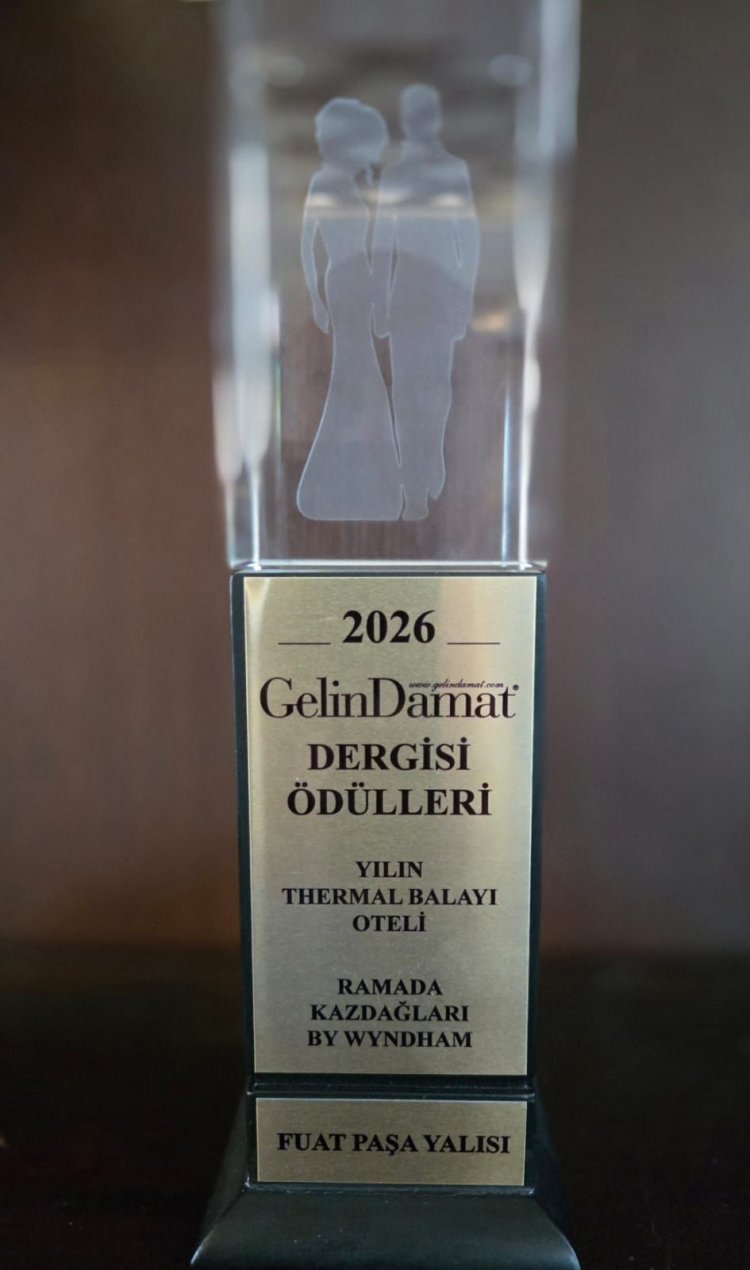 2026
www.gelindamat.com
GelinDamat®
DERGİSİ
ÖDÜLLERİ
YILIN
THERMAL BALAYI
OTELİ
RAMADA
KAZDAĞLARI
BY WYNDHAM
FUAT PAŞA YALISI